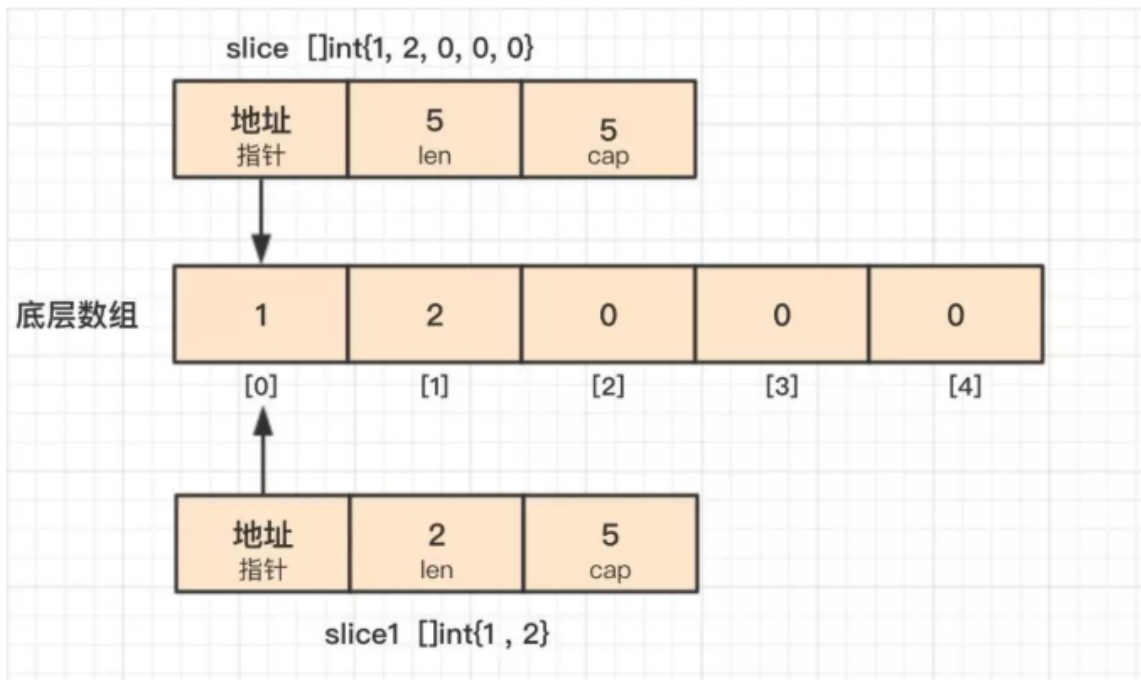 slice []int{1, 2, 0, 0, 0}
地址 5 5
指针 len cap
底层数组 1 2 0 0 0
[0] [1] [2] [3] [4]
地址 2 5
指针 len cap
slice1 []int{1 , 2}